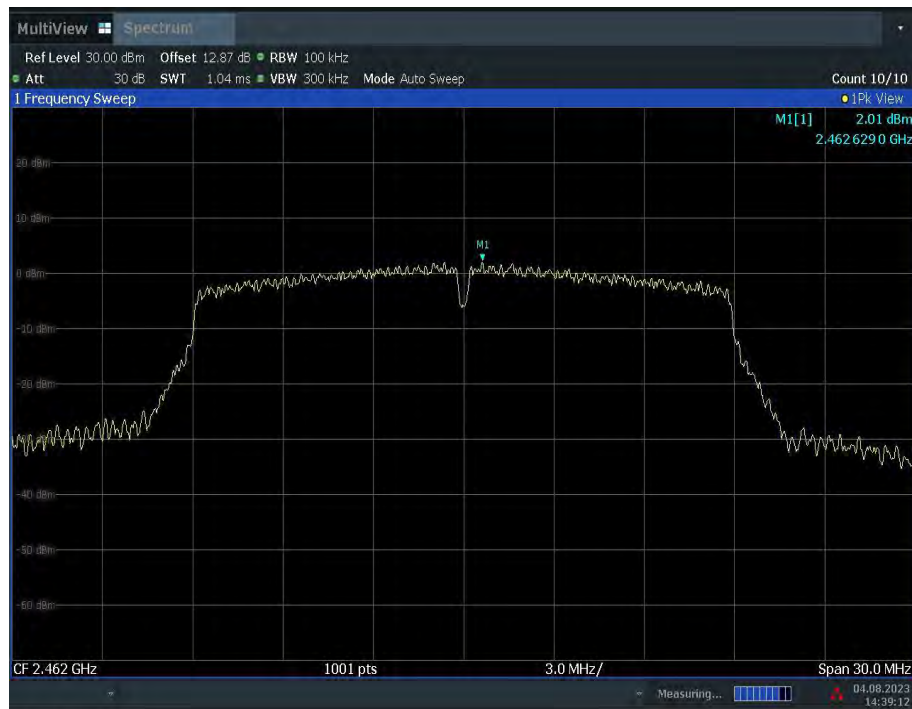 MultiView Spectrum
Ref Level 30.00 dBm Offset 12.87 dB RBW 100 kHz
Att 30 dB SWT 1.04 ms VBW 300 kHz Mode Auto Sweep Count 10/10
1 Frequency Sweep 1Pk View
M1[1] 2.01 dBm
2.4626290 GHz
20 dBm
10 dBm
M1
0 dBm
-10 dBm
-20 dBm
-40 dBm
-50 dBm
-60 dBm
CF 2.462 GHz 1001 pts 3.0 MHz/ Span 30.0 MHz
Measuring... 04.08.2023
14:39:12